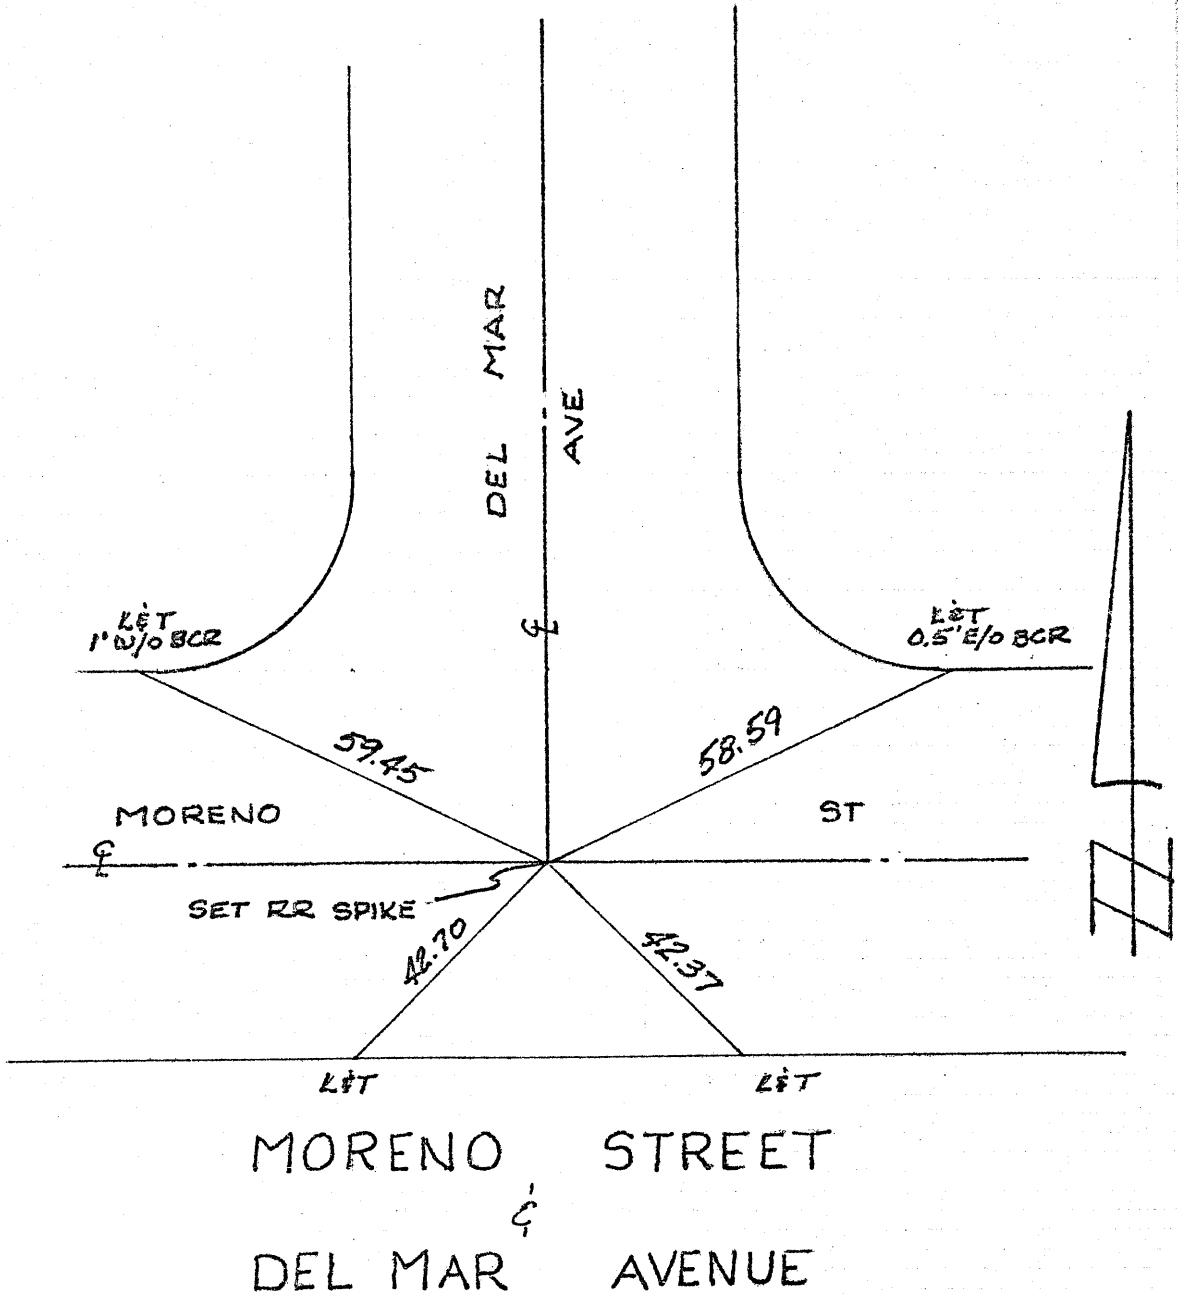 DEL MAR
AVE
L&T
1' W/O BCR
℄
L&T
0.5' E/O BCR
59.45
58.59
MORENO
ST
℄
SET RR SPIKE
42.70
42.37
N
L&T
L&T
MORENO STREET
&
DEL MAR AVENUE